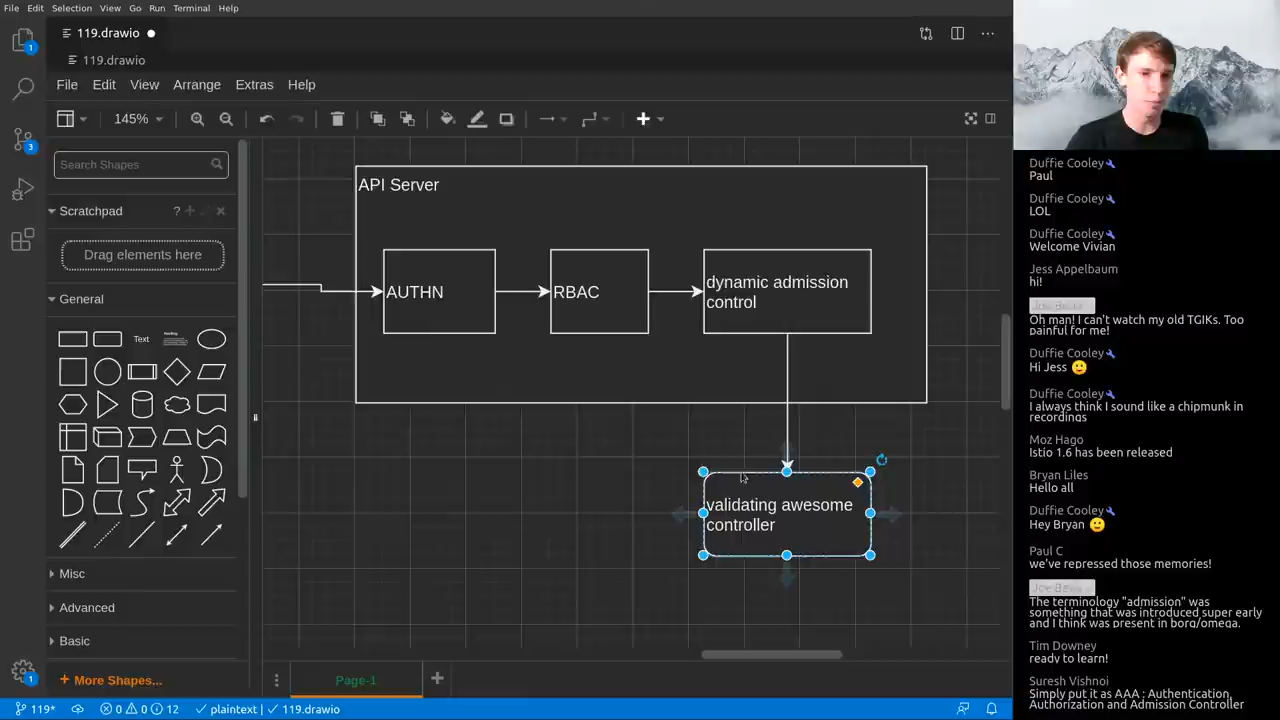 File Edit Selection View Go Run Terminal Help
119.drawio
119.drawio
File Edit View Arrange Extras Help
145%
Search Shapes
Scratchpad
Drag elements here
General
Text
Heading
Misc
Advanced
Basic
+ More Shapes...
API Server
AUTHN
RBAC
dynamic admission
control
validating awesome
controller
Page-1
119* 0 0 12 plaintext | 119.drawio
1
3
1
Duffie Cooley
Paul
Duffie Cooley
LOL
Duffie Cooley
Welcome Vivian
Jess Appelbaum
hi!
Oh man! I can't watch my old TGIKs. Too
painful for me!
Duffie Cooley
Hi Jess 🙂
Duffie Cooley
I always think I sound like a chipmunk in
recordings
Moz Hago
Istio 1.6 has been released
Bryan Liles
Hello all
Duffie Cooley
Hey Bryan 🙂
Paul C
we've repressed those memories!
The terminology "admission" was
something that was introduced super early
and I think was present in borg/omega.
Tim Downey
ready to learn!
Suresh Vishnoi
Simply put it as AAA : Authentication,
Authorization and Admission Controller